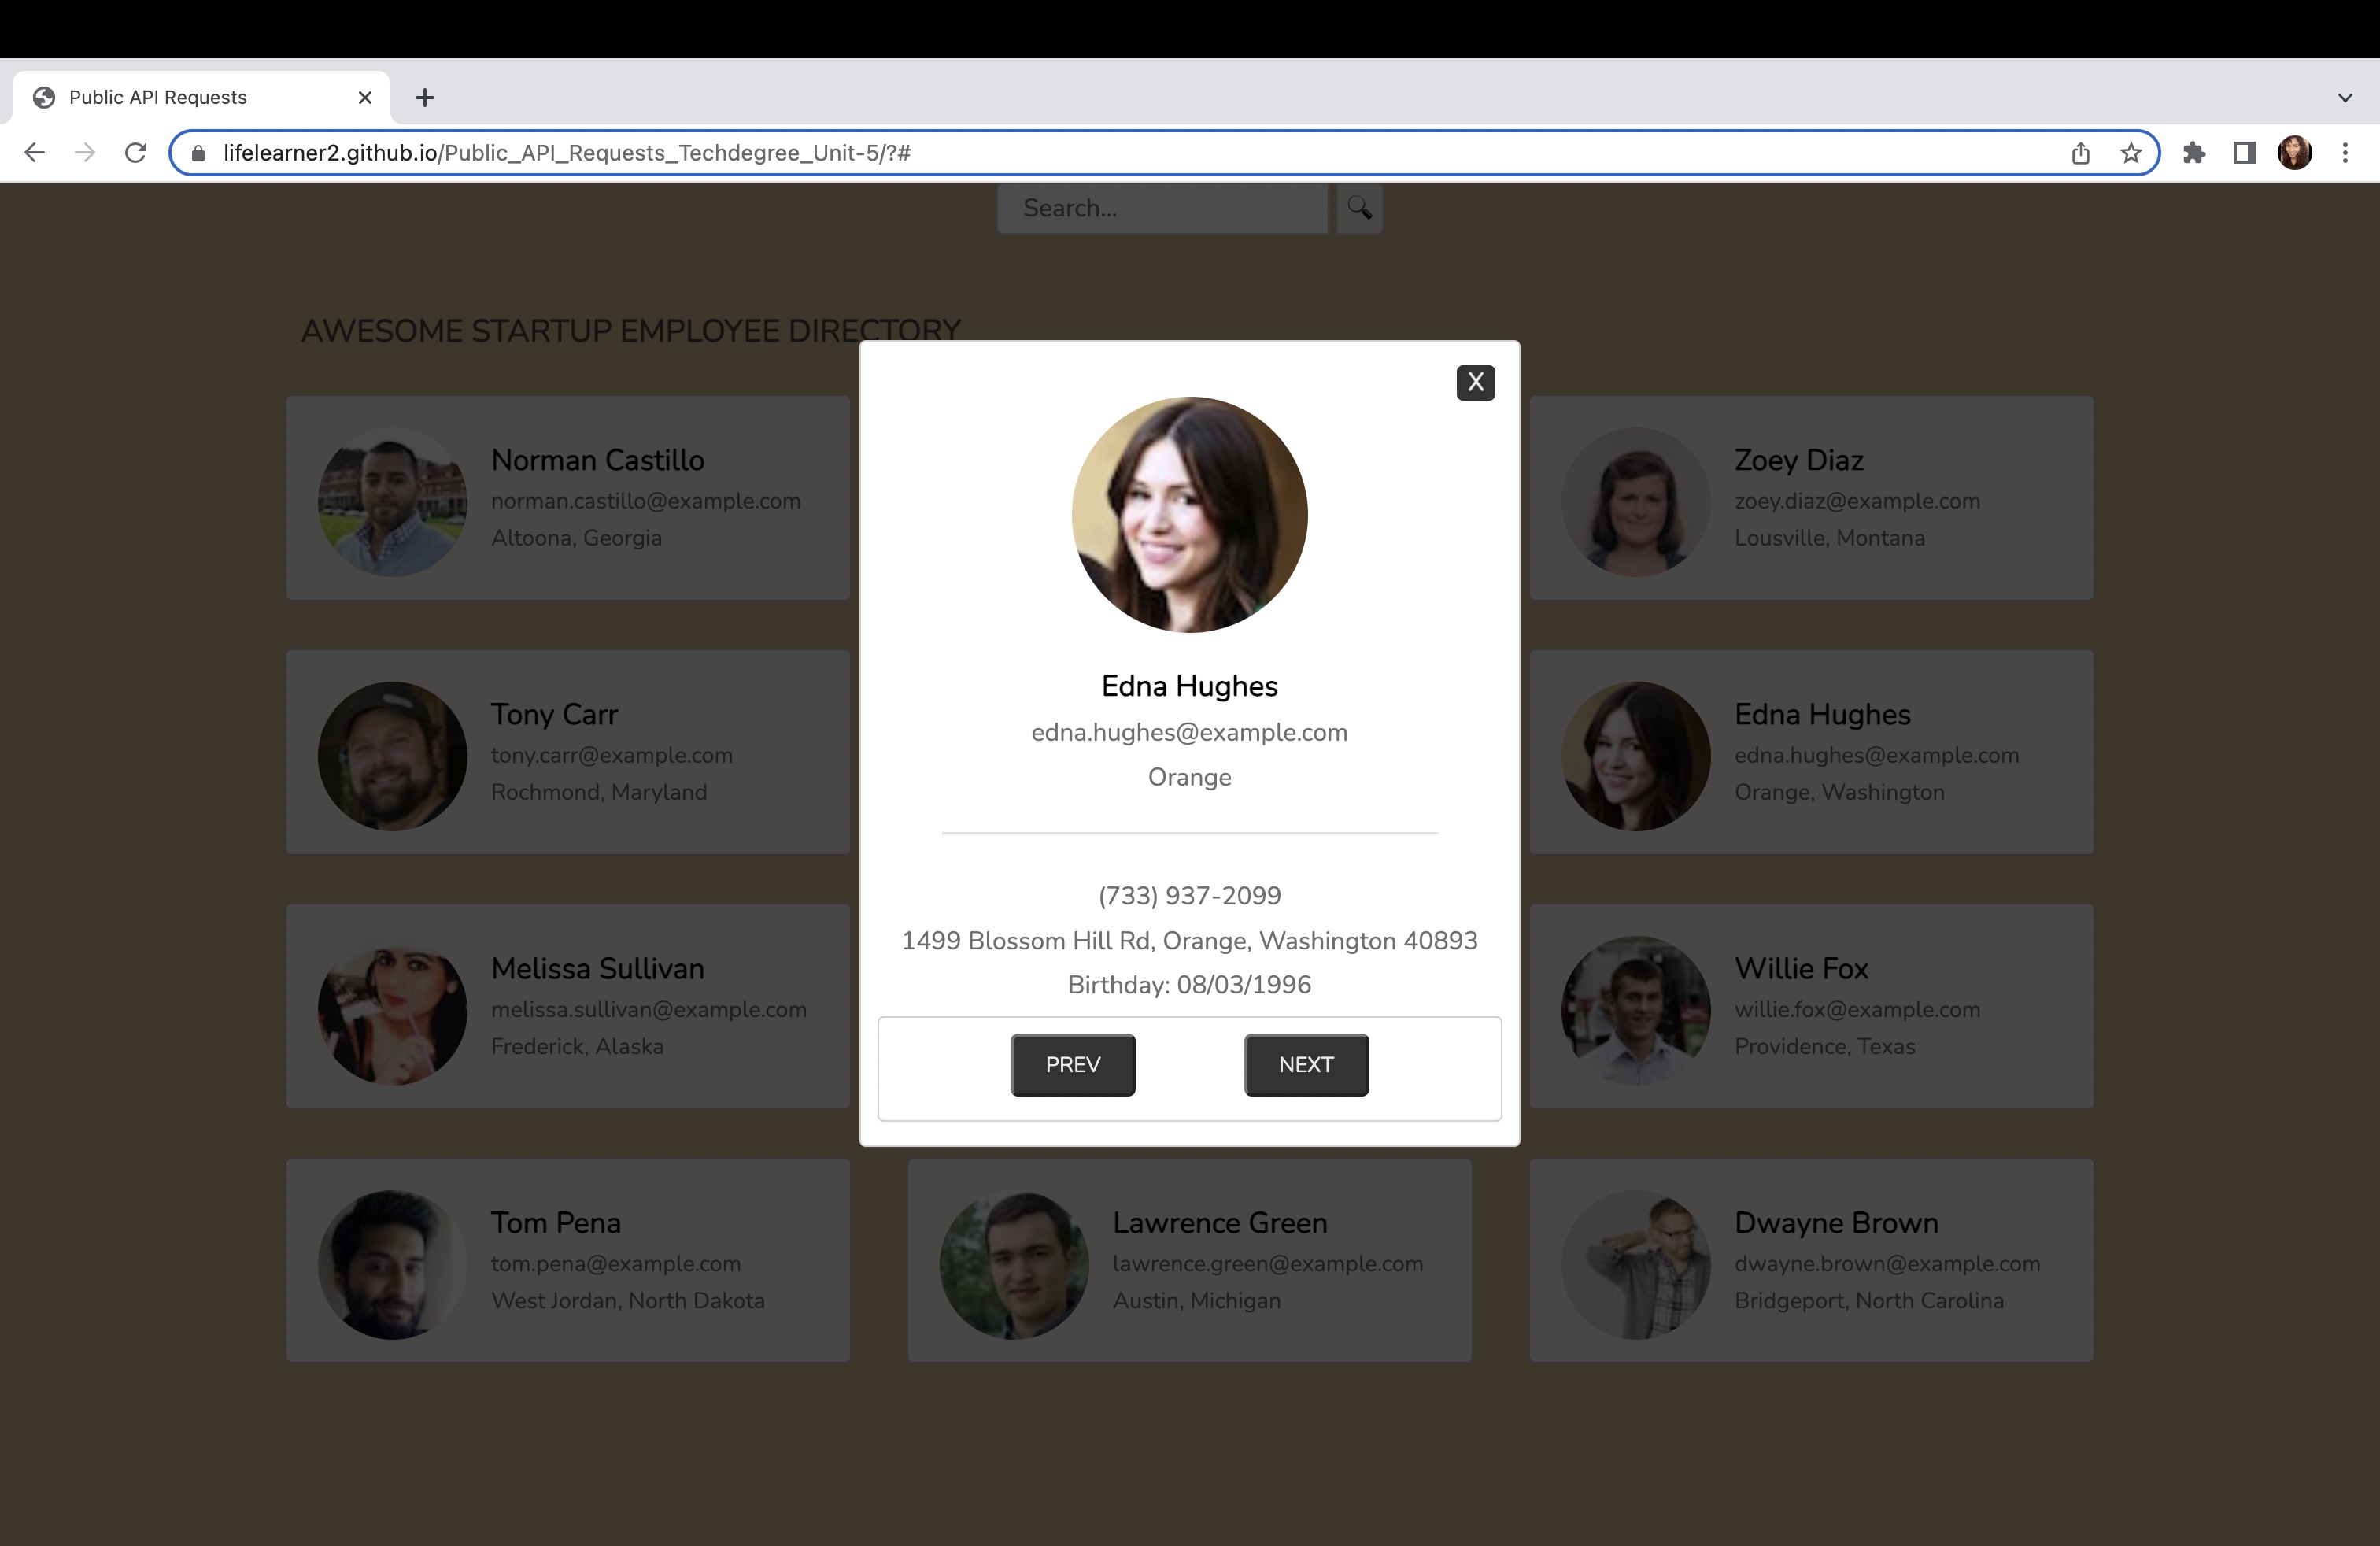 Public API Requests
lifelearner2.github.io/Public_API_Requests_Techdegree_Unit-5/?#
Search...
AWESOME STARTUP EMPLOYEE DIRECTORY
X
Edna Hughes
edna.hughes@example.com
Orange
(733) 937-2099
1499 Blossom Hill Rd, Orange, Washington 40893
Birthday: 08/03/1996
PREV
NEXT
Norman Castillo
norman.castillo@example.com
Altoona, Georgia
Zoey Diaz
zoey.diaz@example.com
Lousville, Montana
Tony Carr
tony.carr@example.com
Rochmond, Maryland
Edna Hughes
edna.hughes@example.com
Orange, Washington
Melissa Sullivan
melissa.sullivan@example.com
Frederick, Alaska
Willie Fox
willie.fox@example.com
Providence, Texas
Tom Pena
tom.pena@example.com
West Jordan, North Dakota
Lawrence Green
lawrence.green@example.com
Austin, Michigan
Dwayne Brown
dwayne.brown@example.com
Bridgeport, North Carolina